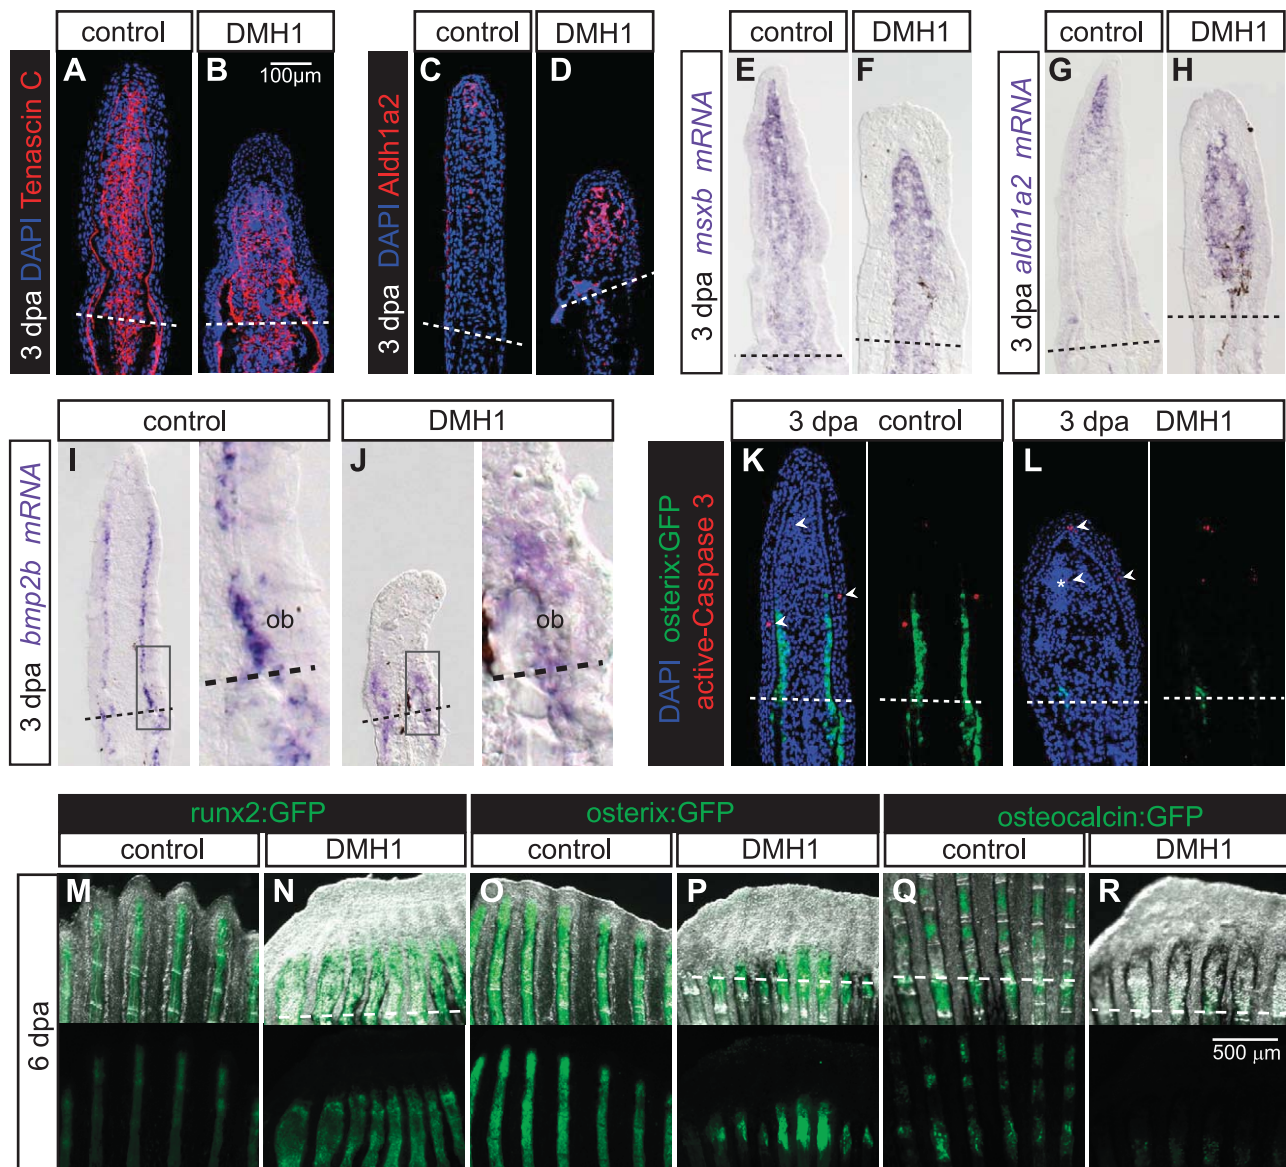 control
DMH1
control
DMH1
control
DMH1
control
DMH1
3 dpa DAPI Tenascin C
A
B
100µm
3 dpa DAPI Aldh1a2
C
D
3 dpa msxb mRNA
E
F
3 dpa aldh1a2 mRNA
G
H
control
DMH1
3 dpa control
3 dpa DMH1
3 dpa bmp2b mRNA
I
ob
J
ob
DAPI osterix:GFP
active-Caspase 3
K
L
*
runx2:GFP
osterix:GFP
osteocalcin:GFP
control
DMH1
control
DMH1
control
DMH1
6 dpa
M
N
O
P
Q
R
500 µm